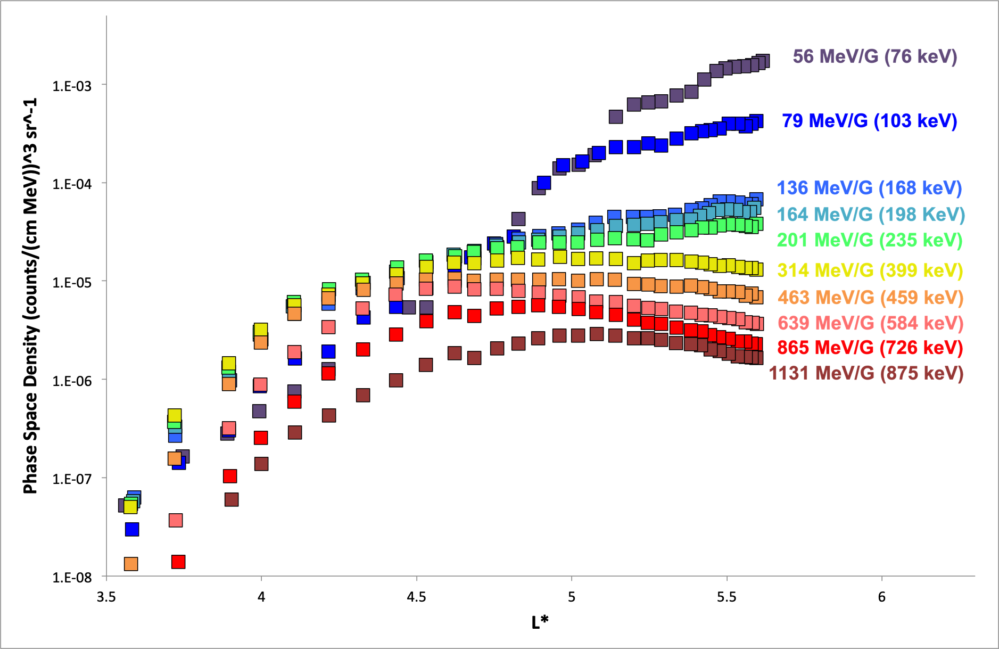 56 MeV/G (76 keV)
1.E-03
79 MeV/G (103 keV)
1.E-04
136 MeV/G (168 keV)
164 MeV/G (198 KeV)
201 MeV/G (235 keV)
314 MeV/G (399 keV)
1.E-05
463 MeV/G (459 keV)
639 MeV/G (584 keV)
865 MeV/G (726 keV)
1131 MeV/G (875 keV)
1.E-06
1.E-07
1.E-08
Phase Space Density (counts/(cm MeV))^3 sr^-1
3.5 4 4.5 5 5.5 6
L*